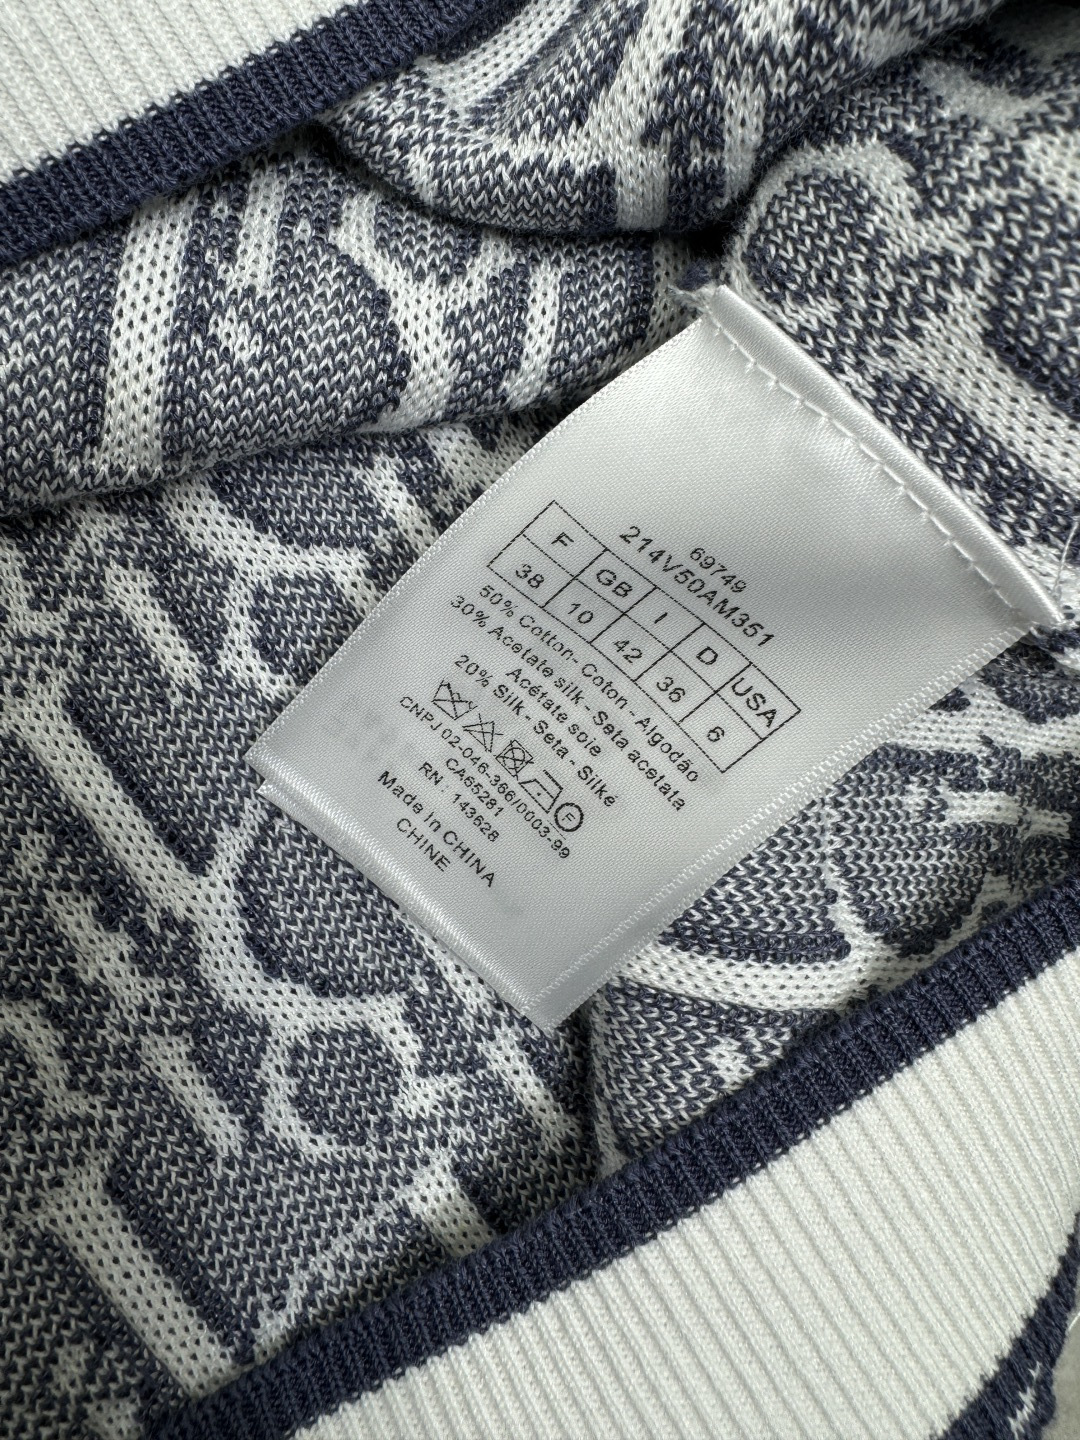 69749
214V50AM351
F GB I D USA
38 10 42 36 6
50% Cotton- Coton - Algodão
30% Acetate silk - Seta acetata
Acétate soie
20% Silk - Seta - Silké
F
CNPJ 02-046-366/0003-99
CA65281
RN : 143628
Made in CHINA
CHINE